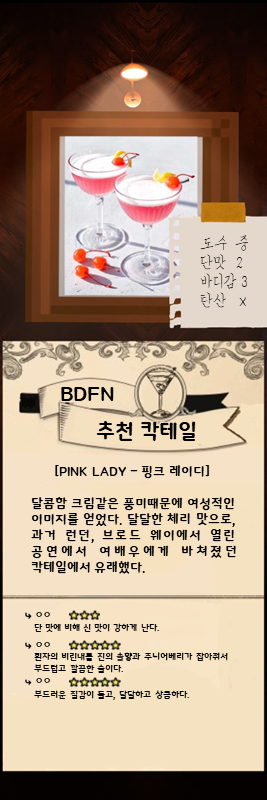 도수 중
단맛 2
바디감 3
탄산 x
BDFN
추천 칵테일
[PINK LADY - 핑크 레이디]
달콤함 크림같은 풍미때문에 여성적인
이미지를 얻었다. 달달한 체리 맛으로,
과거 런던, 브로드 웨이에서 열린
공연에서 여배우에게 바쳐졌던
칵테일에서 유래했다.
↳ ㅇㅇ ★★★
단 맛에 비해 신 맛이 강하게 난다.
↳ ㅇㅇ ★★★★★
흰자의 비린내를 진의 솔향과 주니어베리가 잡아줘서
부드럽고 깔끔한 술이다.
↳ ㅇㅇ ★★★★★
부드러운 질감이 들고, 달달하고 상큼하다.